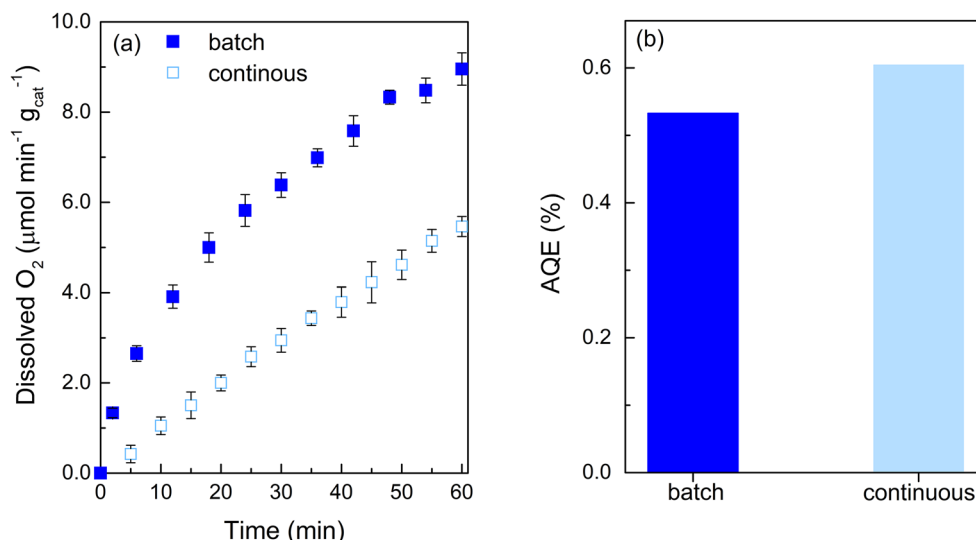 (a)
batch
continous
Dissolved O₂ (μmol min⁻¹ g_cat⁻¹)
10.0
8.0
6.0
4.0
2.0
0.0
0 10 20 30 40 50 60
Time (min)
(b)
AQE (%)
0.6
0.4
0.2
0.0
batch continuous